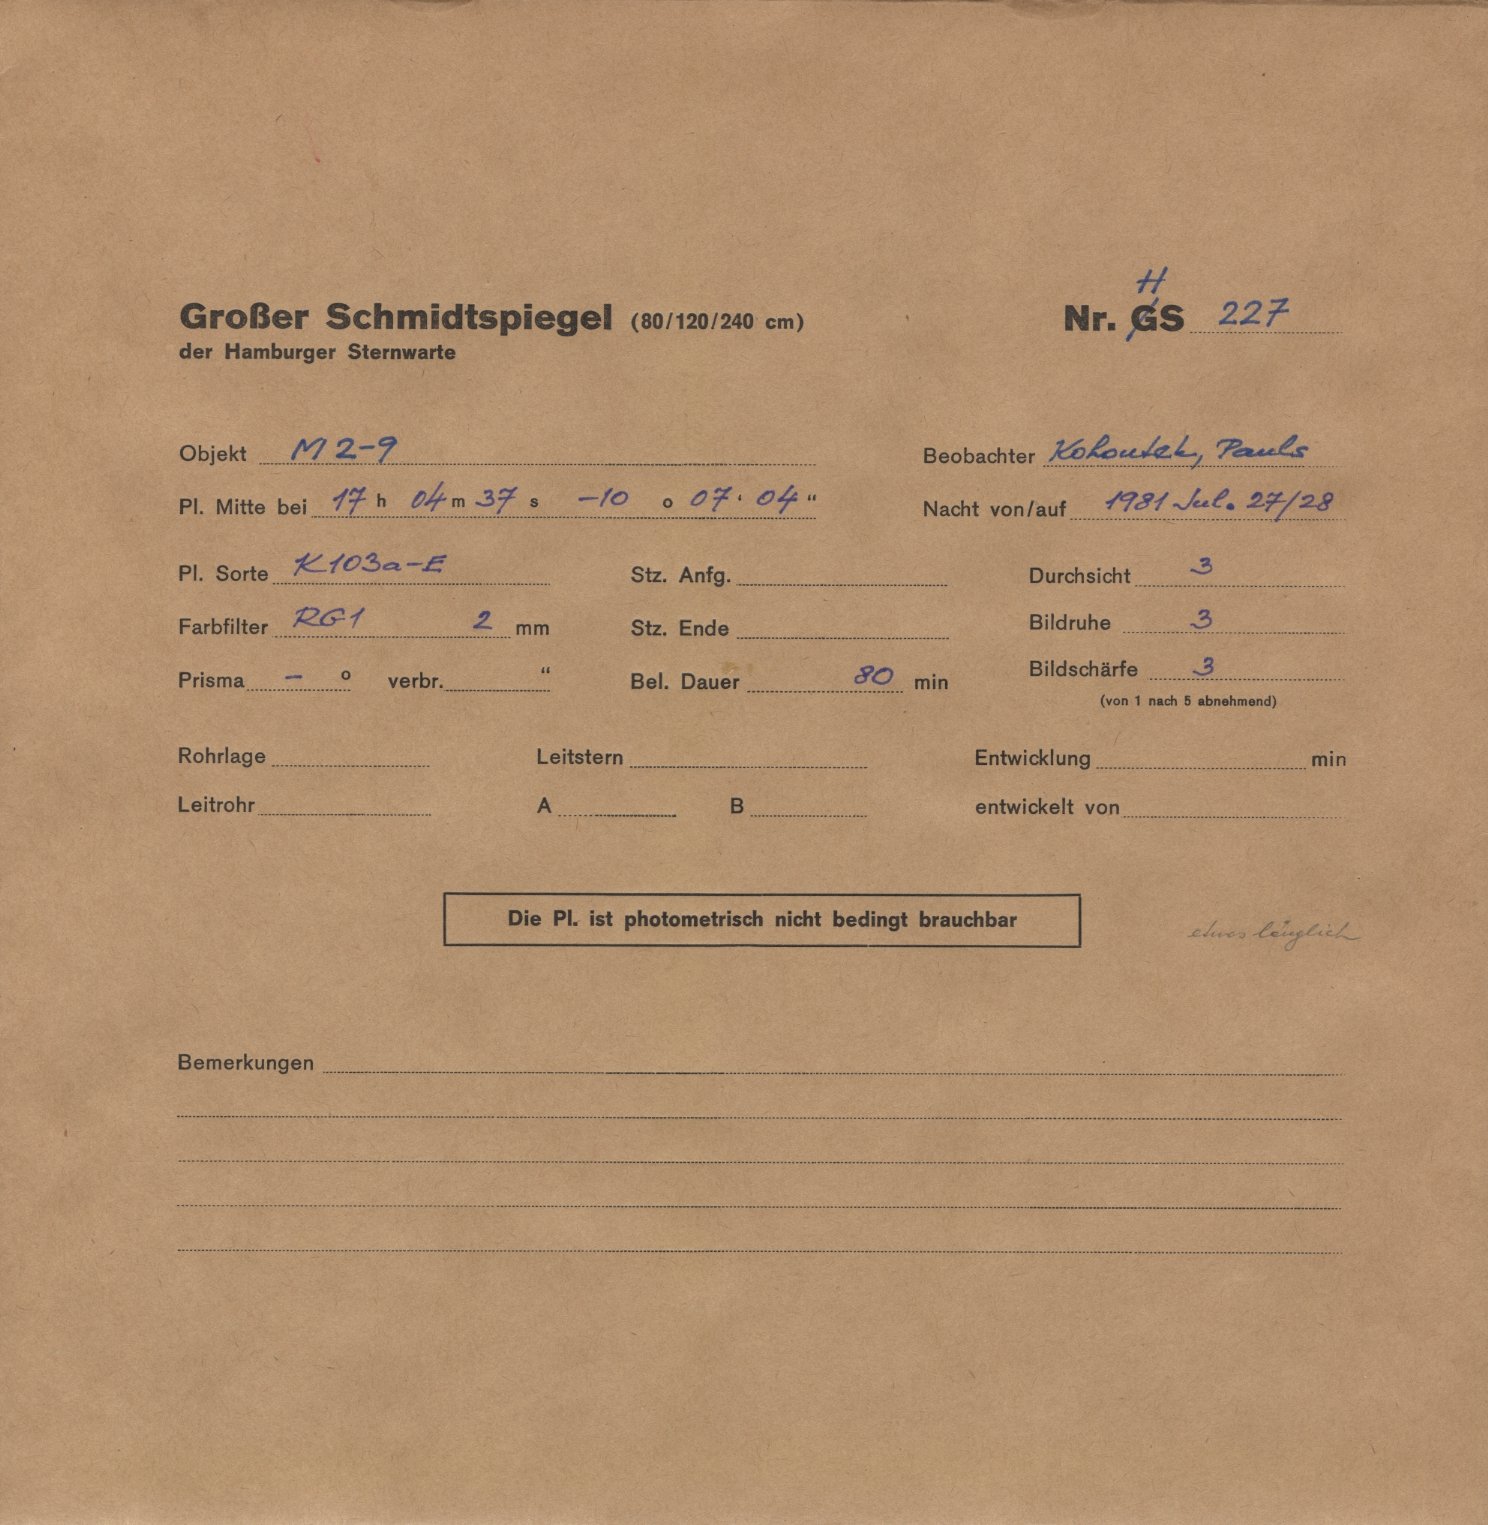 Großer Schmidtspiegel (80/120/240 cm)
der Hamburger Sternwarte
H
Nr. GS 227
Objekt M 2-9
Beobachter Kohoutek, Pauls
Pl. Mitte bei 17 h 04 m 37 s -10 o 07 ‘ 04 “
Nacht von/auf 1981 Jul. 27/28
Pl. Sorte K103a-E
Stz. Anfg.
Durchsicht 3
Farbfilter RG1 2 mm
Stz. Ende
Bildruhe 3
Prisma – o verbr. “
Bel. Dauer 80 min
Bildschärfe 3
(von 1 nach 5 abnehmend)
Rohrlage
Leitstern
Entwicklung min
Leitrohr
A B
entwickelt von
Die Pl. ist photometrisch nicht bedingt brauchbar
etwas länglich
Bemerkungen